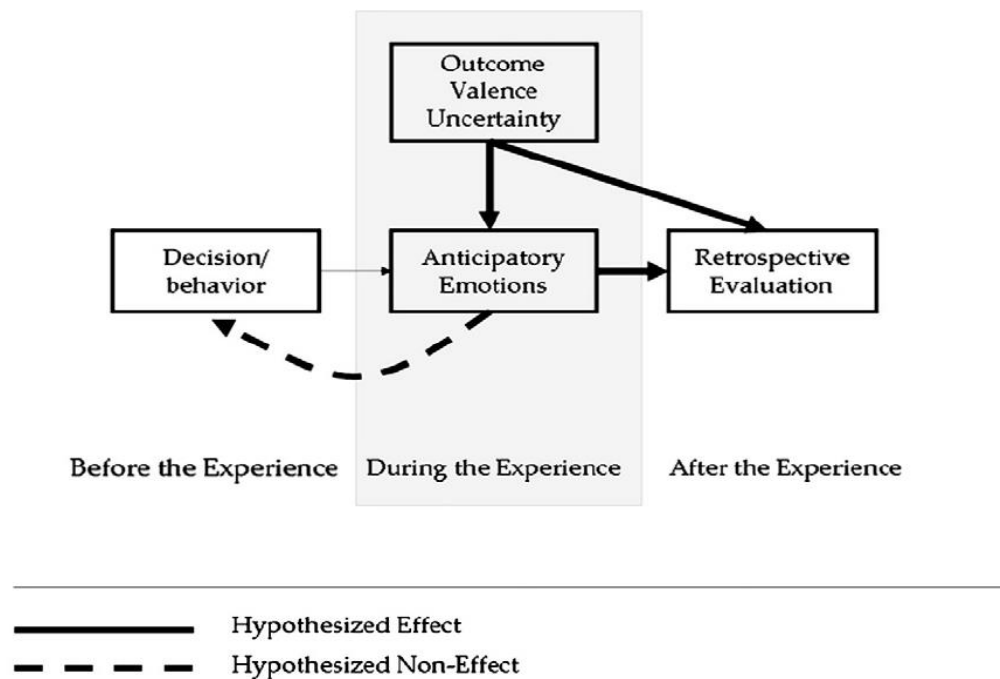 Outcome
Valence
Uncertainty
Decision/
behavior
Anticipatory
Emotions
Retrospective
Evaluation
Before the Experience
During the Experience
After the Experience
Hypothesized Effect
Hypothesized Non-Effect